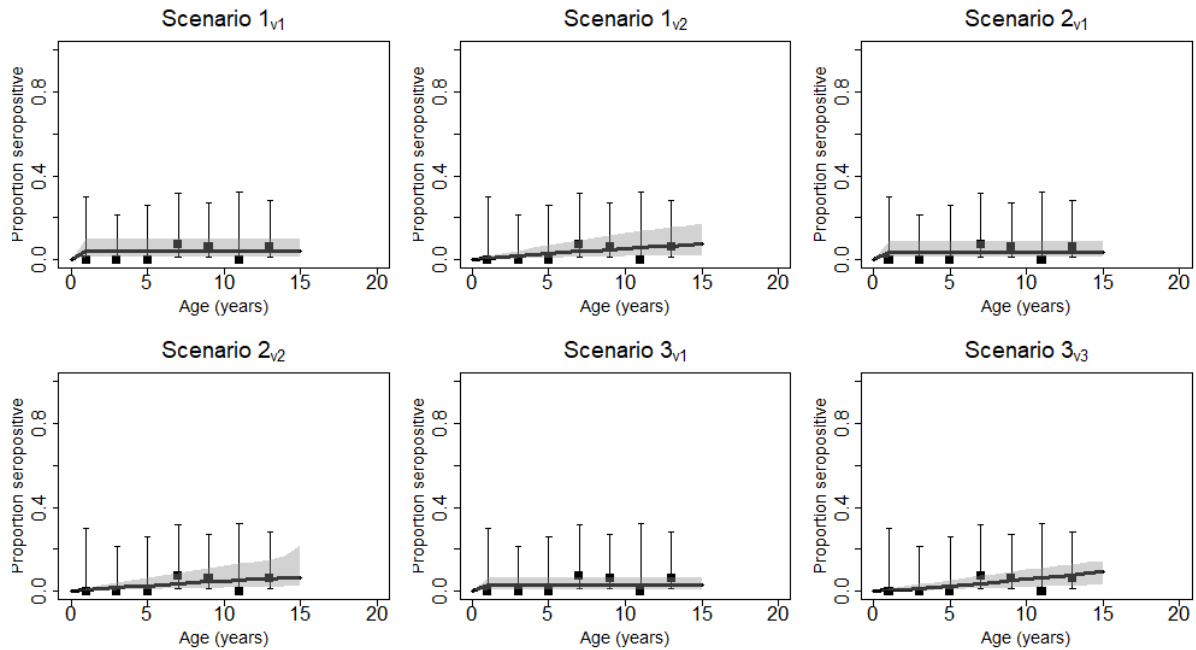 Scenario 1v1
Proportion seropositive
0.0 0.4 0.8
0 5 10 15 20
Age (years)
Scenario 1v2
Proportion seropositive
0.0 0.4 0.8
0 5 10 15 20
Age (years)
Scenario 2v1
Proportion seropositive
0.0 0.4 0.8
0 5 10 15 20
Age (years)
Scenario 2v2
Proportion seropositive
0.0 0.4 0.8
0 5 10 15 20
Age (years)
Scenario 3v1
Proportion seropositive
0.0 0.4 0.8
0 5 10 15 20
Age (years)
Scenario 3v3
Proportion seropositive
0.0 0.4 0.8
0 5 10 15 20
Age (years)